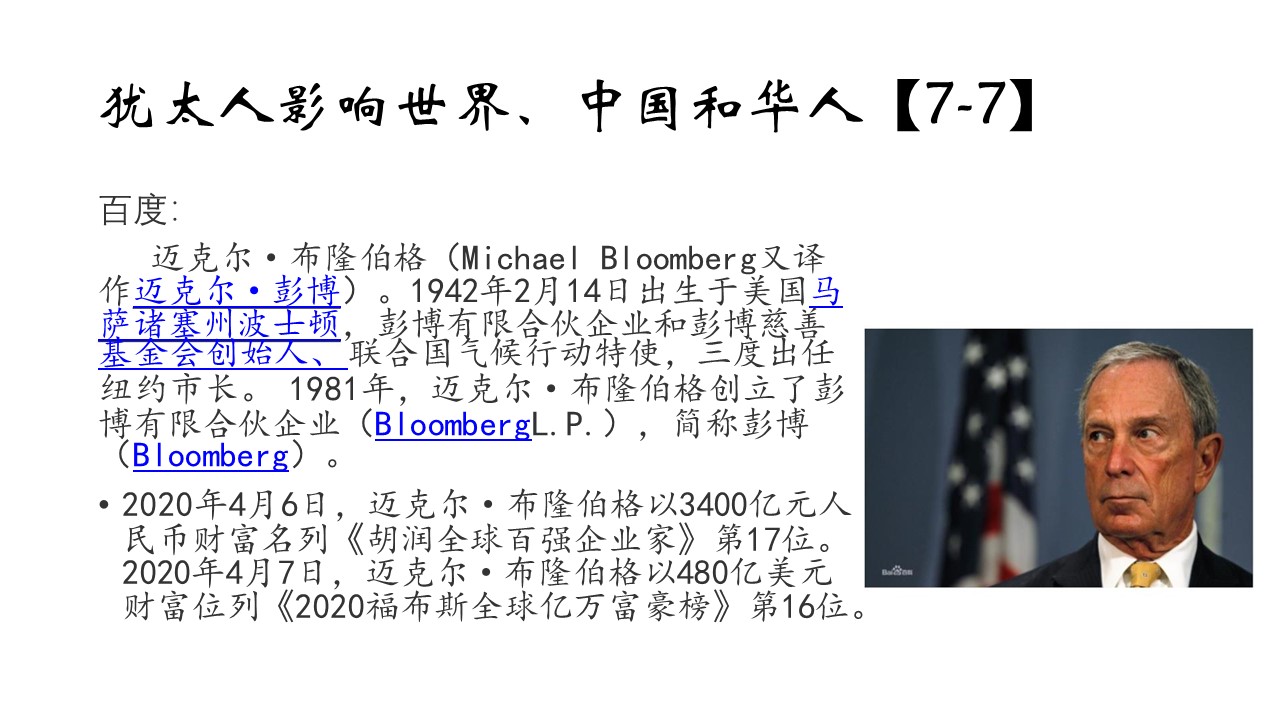 犹太人影响世界、中国和华人【7-7】
百度:
迈克尔·布隆伯格（Michael Bloomberg又译
作迈克尔·彭博）。1942年2月14日出生于美国马
萨诸塞州波士顿，彭博有限合伙企业和彭博慈善
基金会创始人、联合国气候行动特使，三度出任
纽约市长。 1981年，迈克尔·布隆伯格创立了彭
博有限合伙企业（BloombergL.P.），简称彭博
（Bloomberg）。
• 2020年4月6日，迈克尔·布隆伯格以3400亿元人
民币财富名列《胡润全球百强企业家》第17位。
2020年4月7日，迈克尔·布隆伯格以480亿美元
财富位列《2020福布斯全球亿万富豪榜》第16位。
Baidu百科